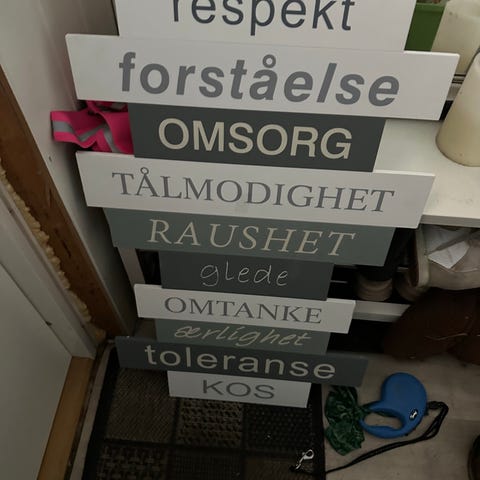 respekt
forståelse
OMSORG
TÅLMODIGHET
RAUSHET
glede
OMTANKE
ærlighet
toleranse
KOS